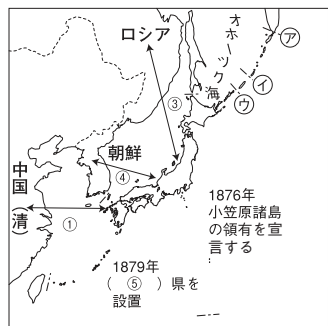 ロシア
オホーツク海
㋐
㋑
㋒
③
朝鮮
④
中国
(清)
①
1876年
小笠原諸島
の領有を宣
言する
1879年
( ⑤ )県を
設置